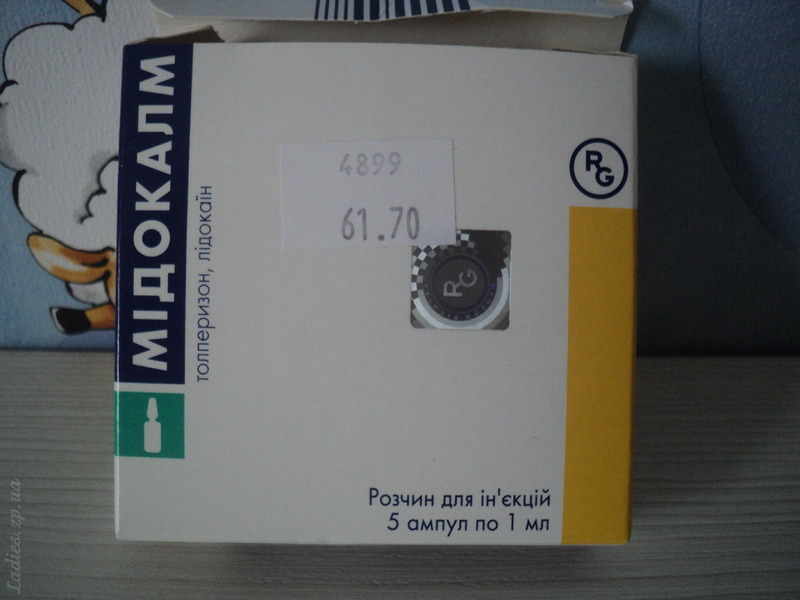 МІДОКАЛМ
толперизон, лідокаїн
4899
61.70
RG
RG
Розчин для ін'єкцій
5 ампул по 1 мл
Ladies.zp.ua